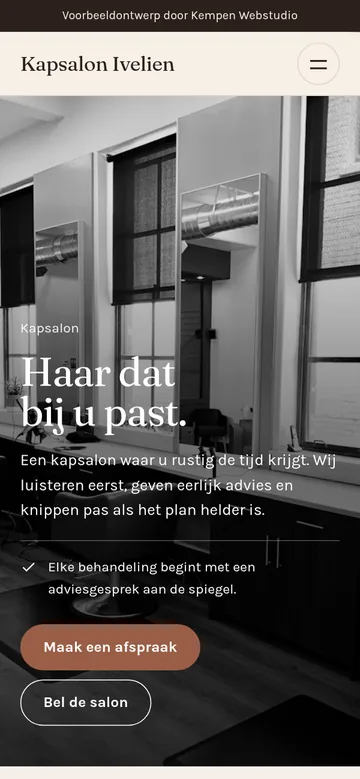 Voorbeeldontwerp door Kempen Webstudio
Kapsalon Ivelien
Kapsalon
Haar dat
bij u past.
Een kapsalon waar u rustig de tijd krijgt. Wij
luisteren eerst, geven eerlijk advies en
knippen pas als het plan helder is.
Elke behandeling begint met een
adviesgesprek aan de spiegel.
Maak een afspraak
Bel de salon